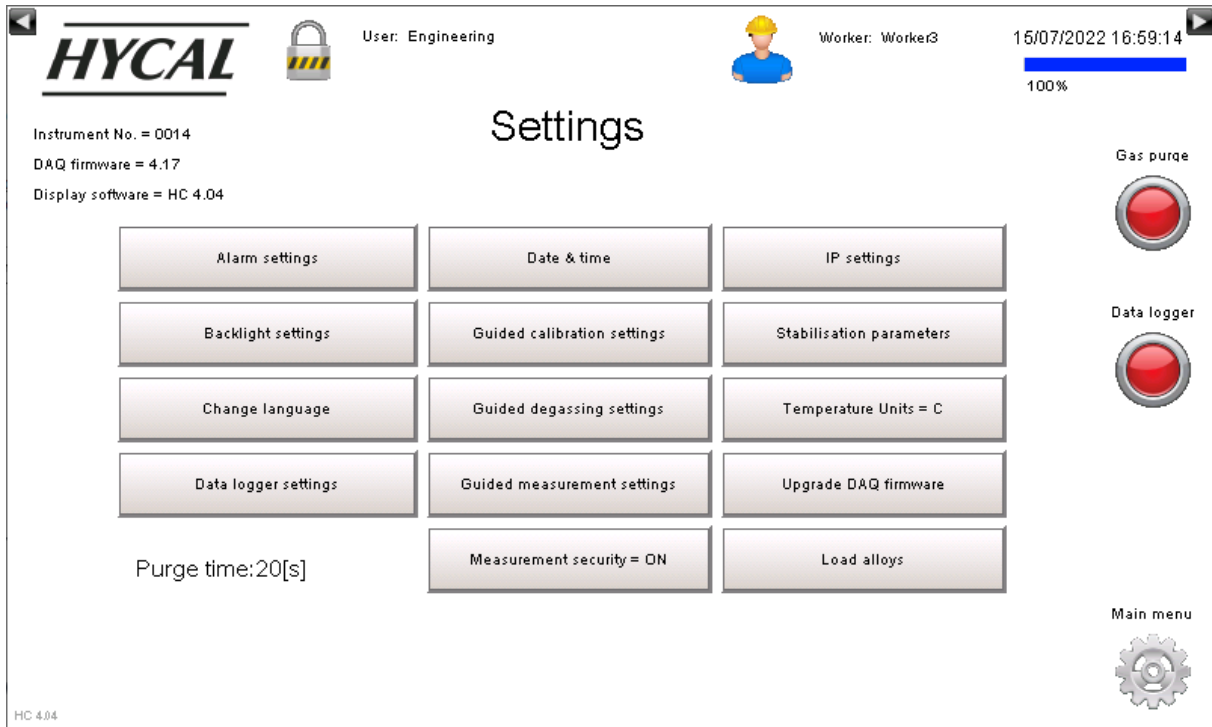 HYCAL
User: Engineering
Worker: Worker3
15/07/2022 16:59:14
100%
Settings
Instrument No. = 0014
DAQ firmware = 4.17
Display software = HC 4.04
Gas purge
Alarm settings
Date & time
IP settings
Backlight settings
Guided calibration settings
Stabilisation parameters
Data logger
Change language
Guided degassing settings
Temperature Units = C
Data logger settings
Guided measurement settings
Upgrade DAQ firmware
Purge time:20[s]
Measurement security = ON
Load alloys
Main menu
HC 4.04